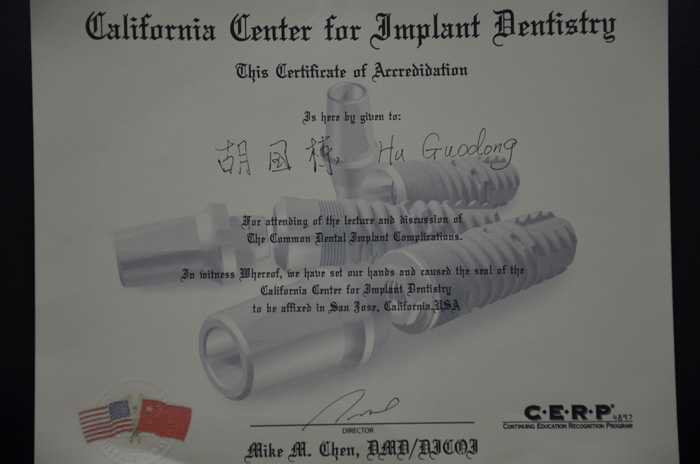 California Center for Implant Dentistry
This Certificate of Accredidation
Is here by given to:
胡国栋 Hu Guodong
For attending of the lecture and discussion of
The Common Dental Implant Complications.
In witness Whereof, we have set our hands and caused the seal of the
California Center for Implant Dentistry
to be affixed in San Jose, California,USA
C·E·R·P® 4897
CONTINUING EDUCATION RECOGNITION PROGRAM
DIRECTOR
Mike M. Chen, DMD/DICOI